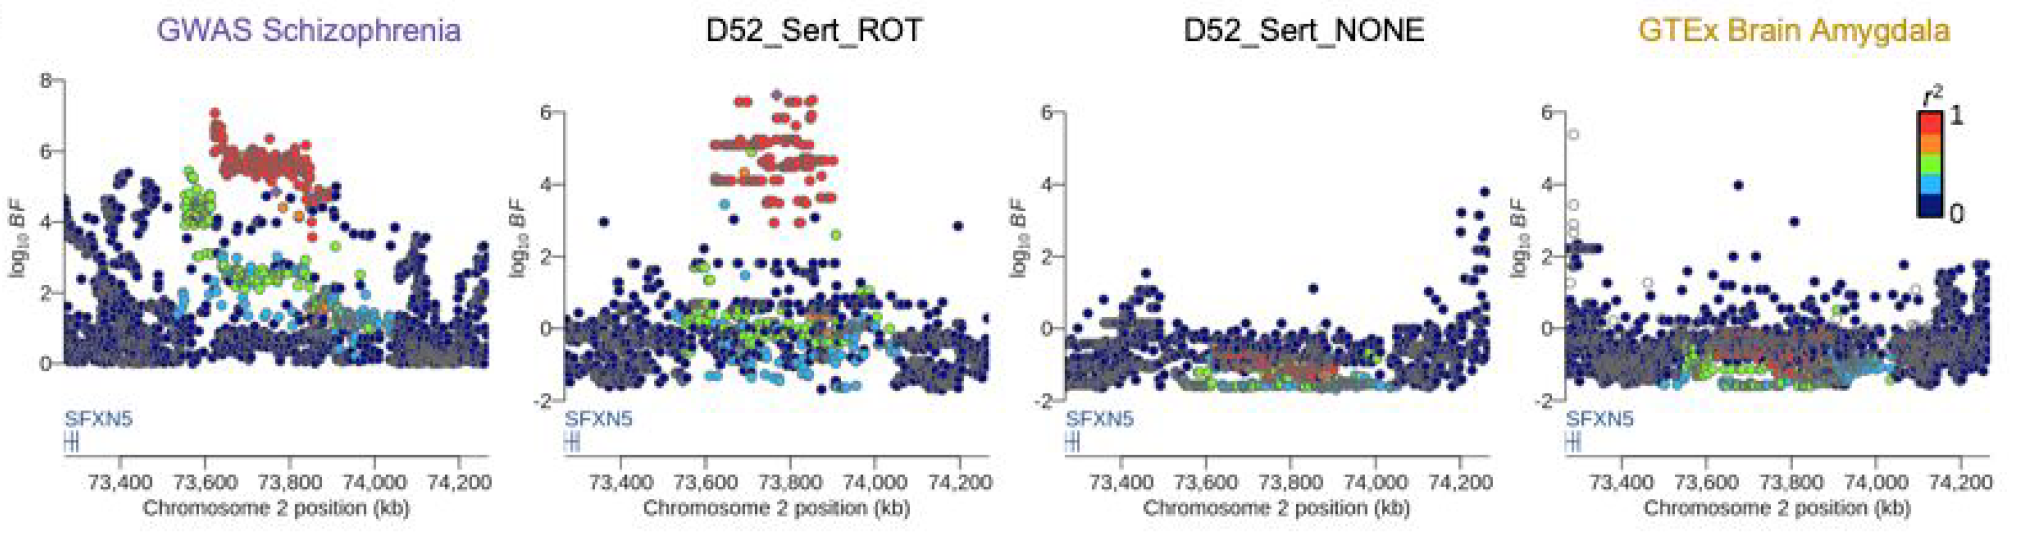 GWAS Schizophrenia
D52_Sert_ROT
D52_Sert_NONE
GTEx Brain Amygdala
8
6
4
2
0
log10 BF
SFXN5
73,400 73,600 73,800 74,000 74,200
Chromosome 2 position (kb)
6
4
2
0
-2
log10 BF
SFXN5
73,400 73,600 73,800 74,000 74,200
Chromosome 2 position (kb)
6
4
2
0
-2
log10 BF
SFXN5
73,400 73,600 73,800 74,000 74,200
Chromosome 2 position (kb)
6
4
2
0
-2
log10 BF
r²
1
0
SFXN5
73,400 73,600 73,800 74,000 74,200
Chromosome 2 position (kb)